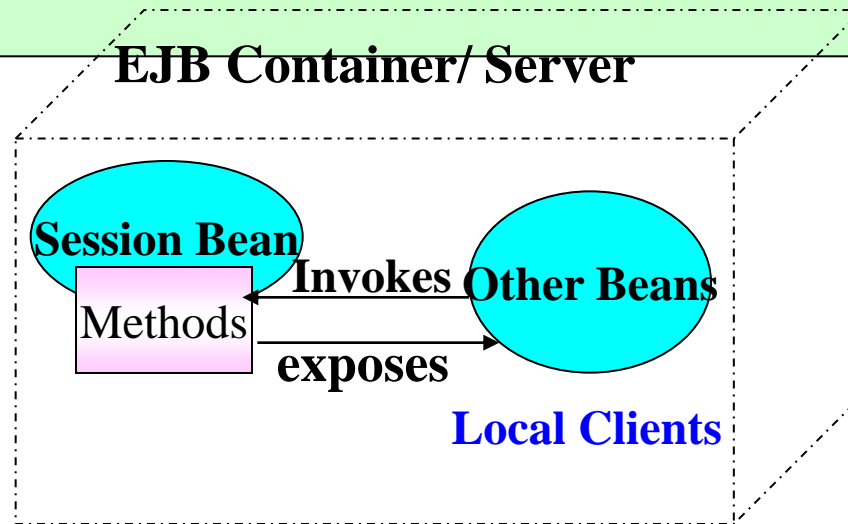 EJB Container/ Server
Session Bean
Invokes
Other Beans
Methods
exposes
Local Clients